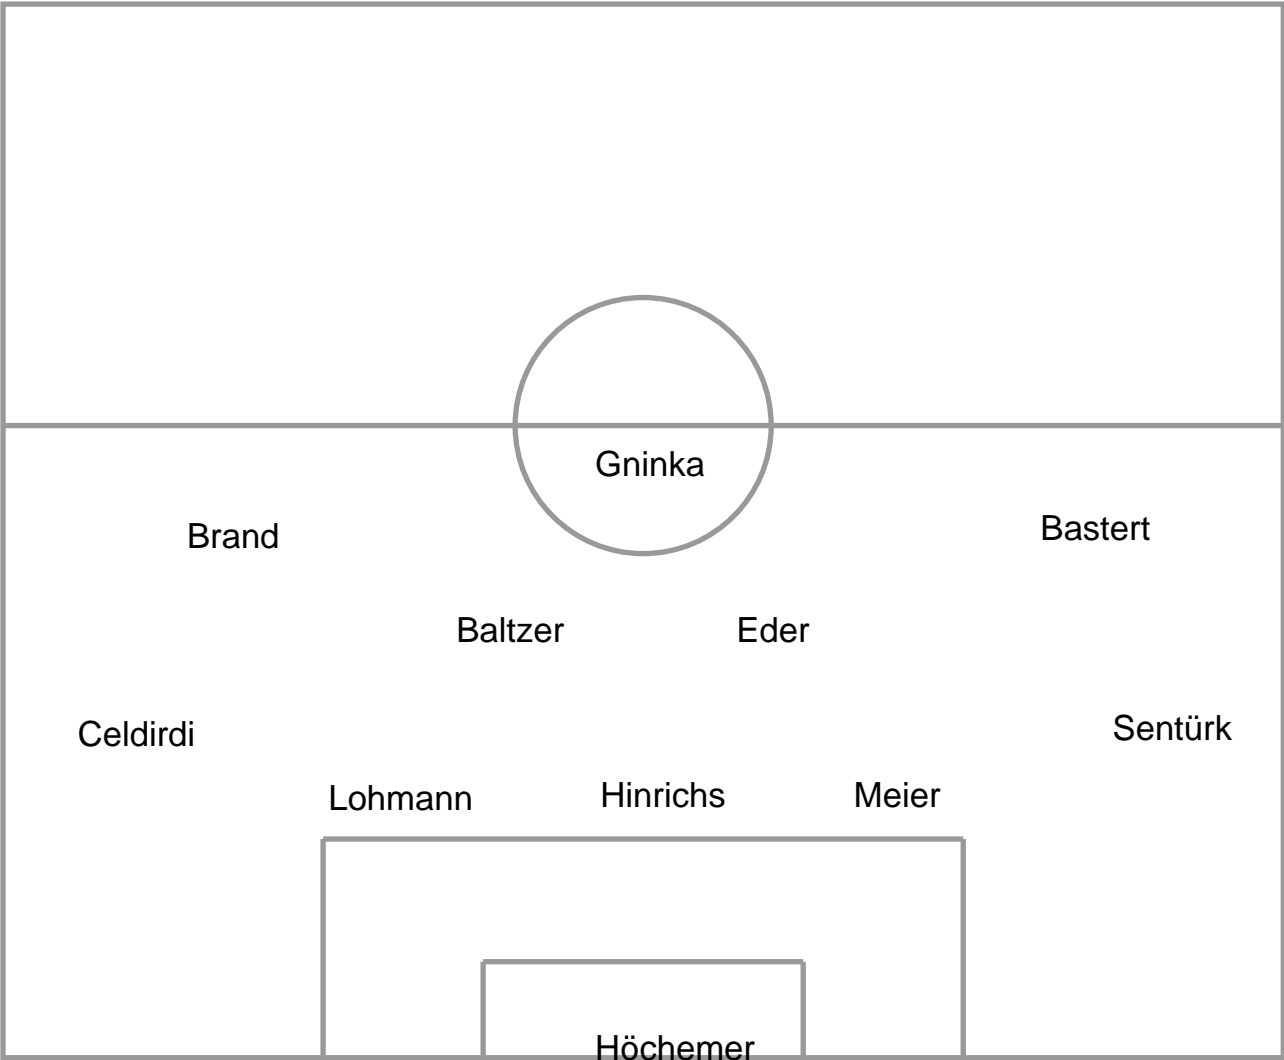 Gninka
Brand
Bastert
Baltzer
Eder
Celdirdi
Sentürk
Lohmann
Hinrichs
Meier
Höchemer